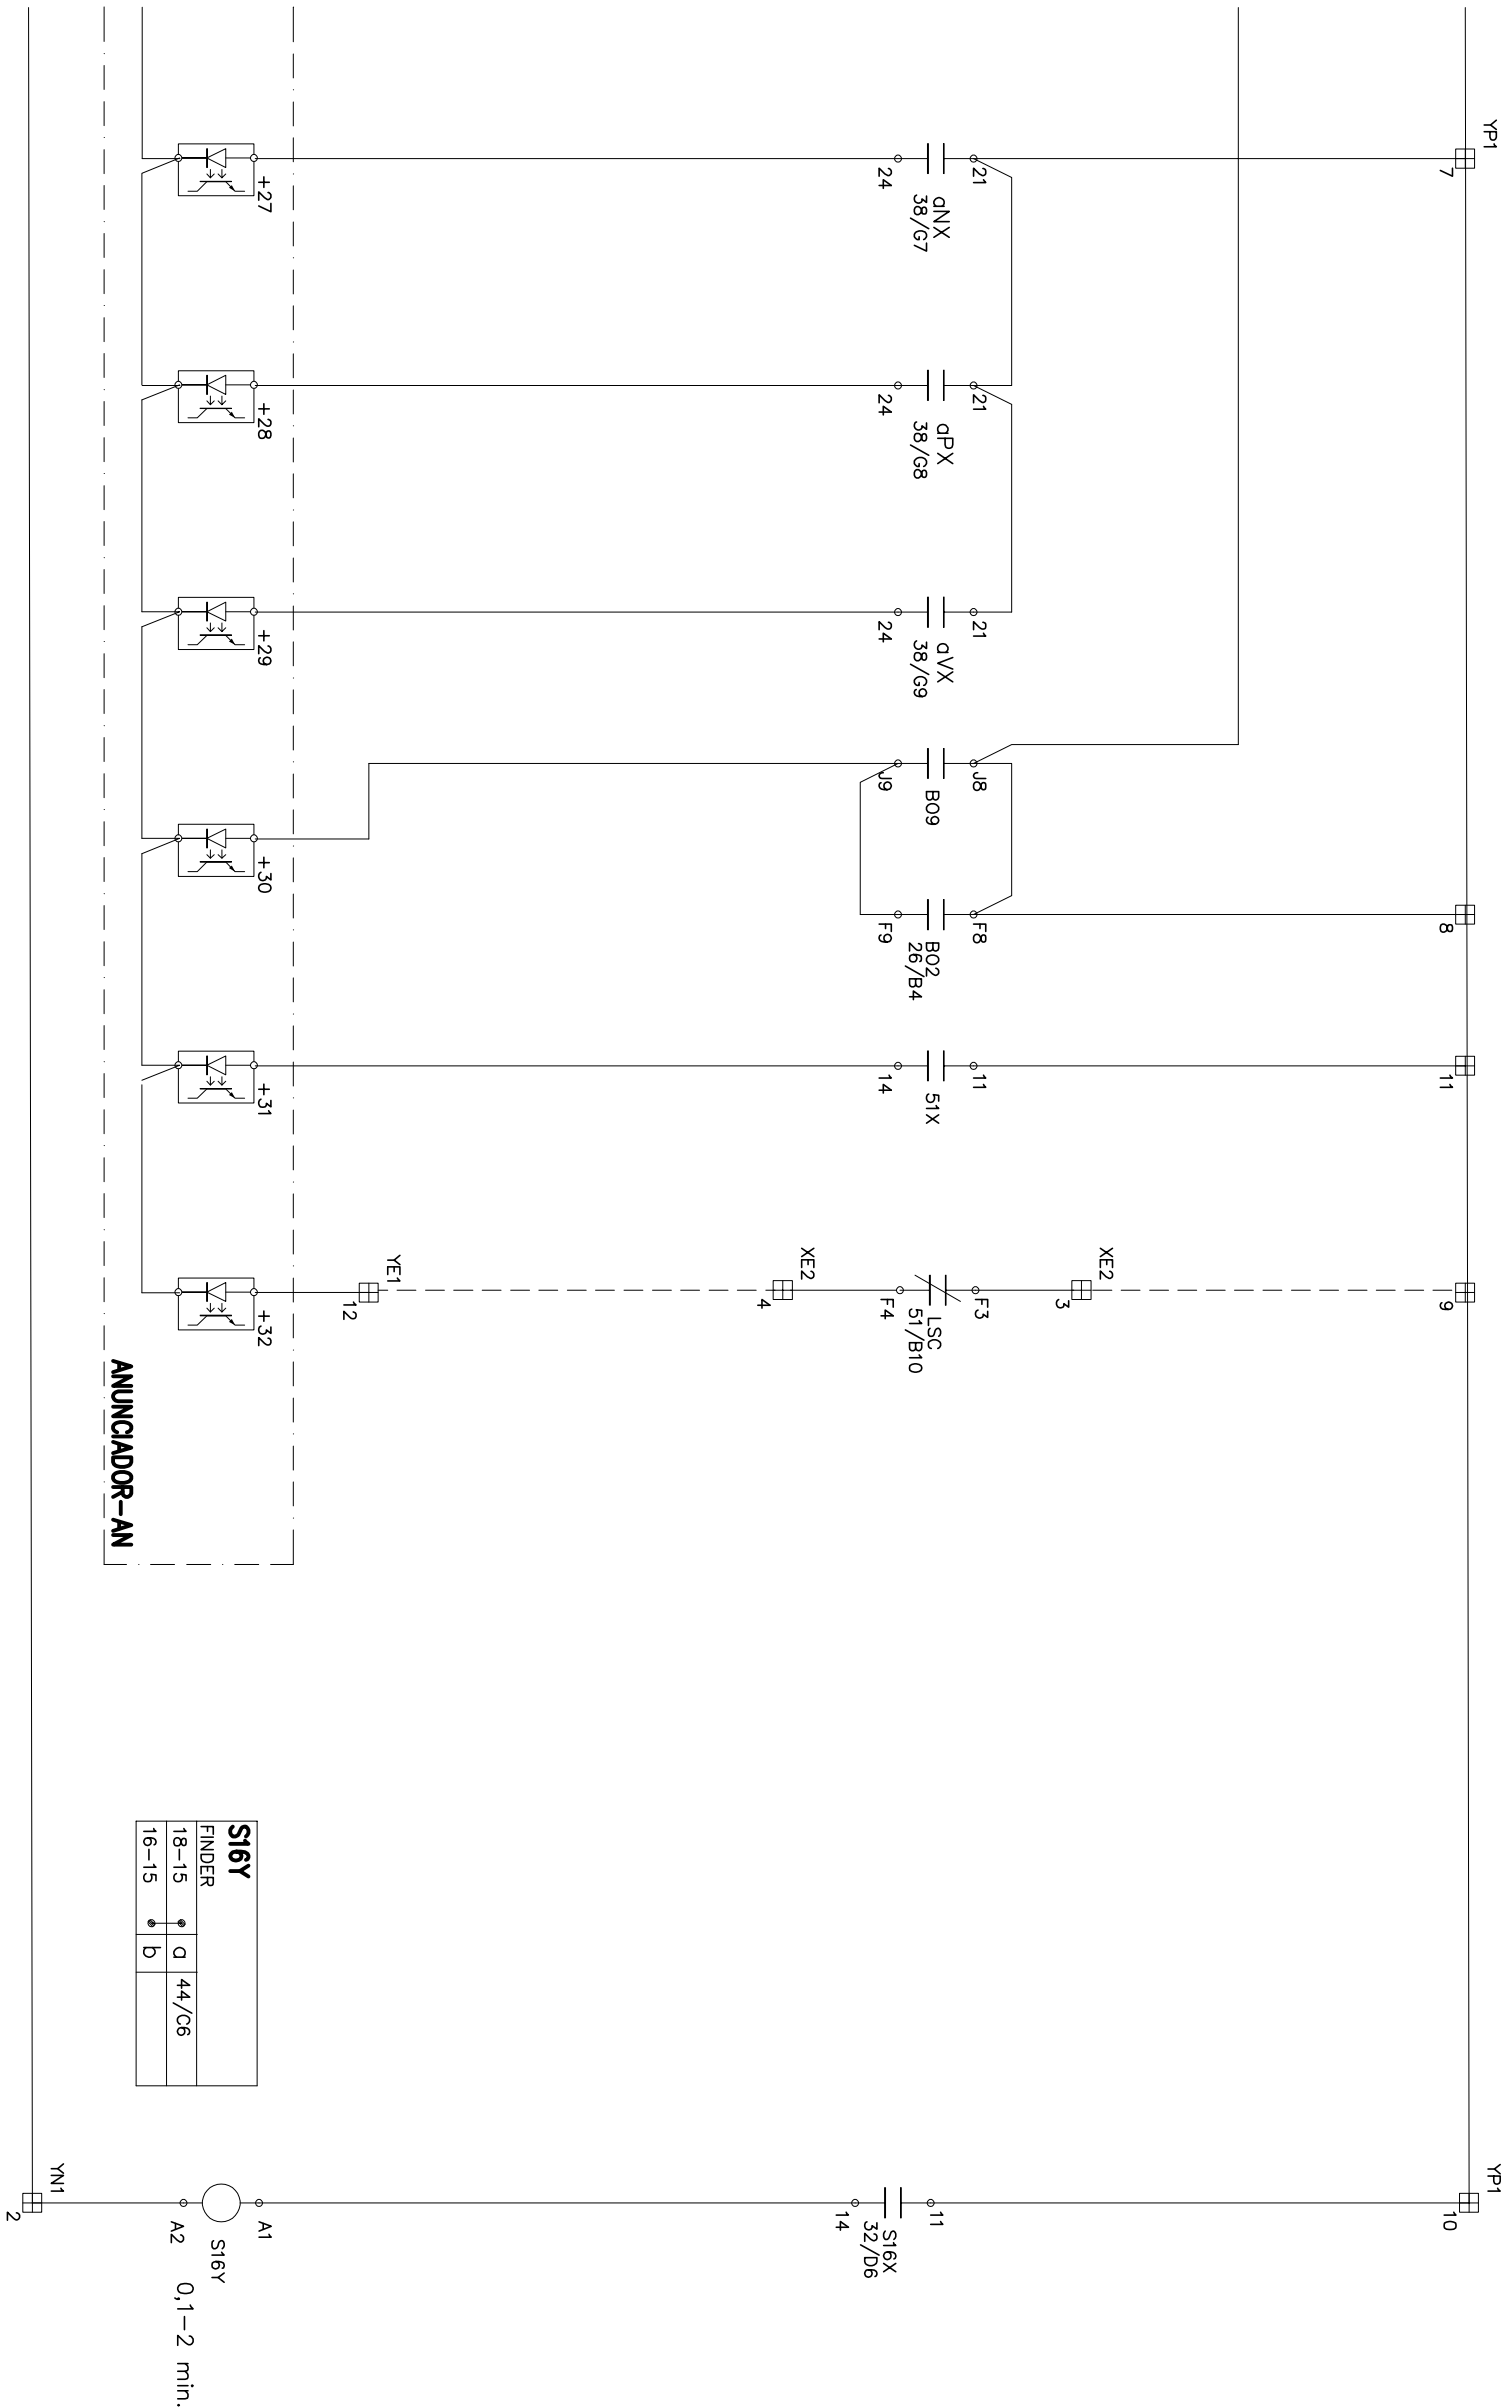 YP1
7
21
aNX
38/G7
24
+27
21
aPX
38/G8
24
+28
21
aVX
38/G9
24
+29
J8
BO9
J9
+30
8
F8
BO2
26/B4
F9
11
11
51X
14
+31
9
XE2
3
F3
LSC
51/B10
F4
XE2
4
YE1
12
+32
ANUNCIADOR-AN
S16Y
FINDER
18-15 a 44/C6
16-15 b
YP1
10
11
S16X
32/D6
14
A1
S16Y
A2
0,1-2 min.
YN1
2